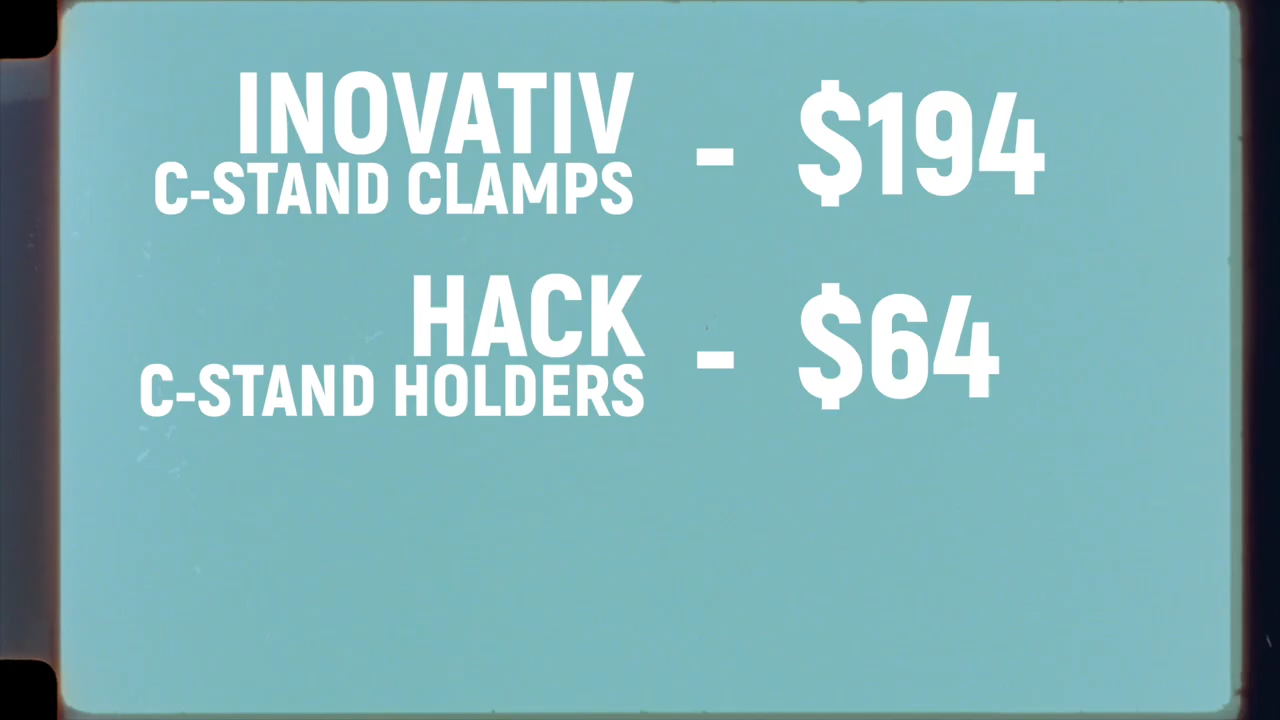 INOVATIV
C-STAND CLAMPS
- $194
HACK
C-STAND HOLDERS
- $64